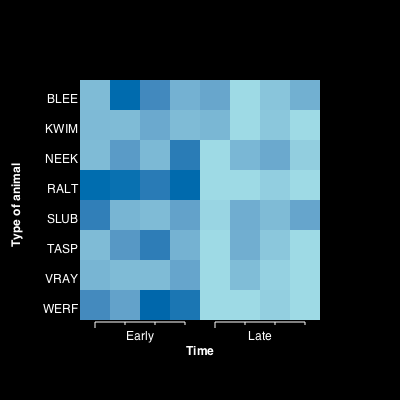 BLEE
KWIM
NEEK
RALT
SLUB
TASP
VRAY
WERF
Type of animal
Early Late
Time